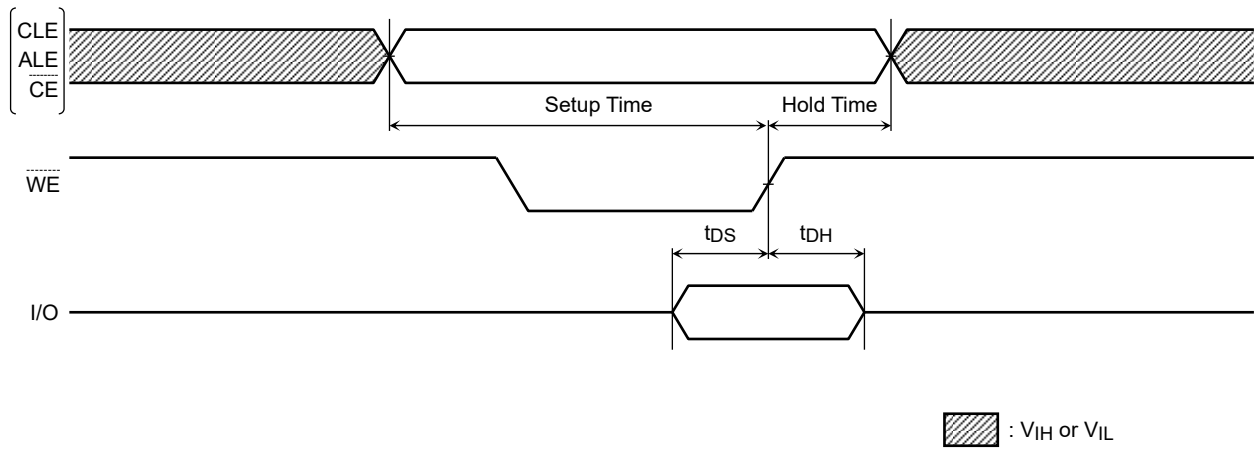 CLE
ALE
CE
Setup Time
Hold Time
WE
tDS
tDH
I/O
: VIH or VIL